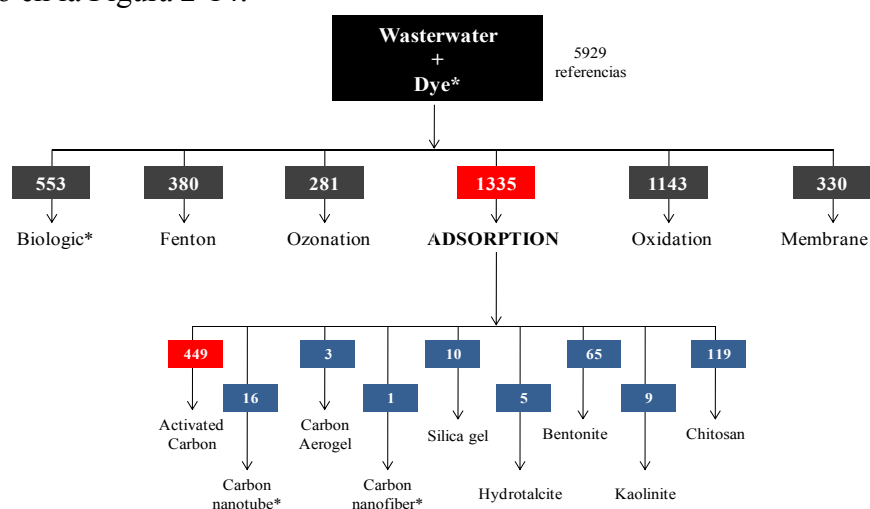 o en la Figura 2-14.
Wasterwater
+
Dye*
5929
referencias
553
380
281
1335
1143
330
Biologic*
Fenton
Ozonation
ADSORPTION
Oxidation
Membrane
449
3
10
65
119
16
1
5
9
Activated
Carbon
Carbon
Aerogel
Silica gel
Bentonite
Chitosan
Carbon
nanotube*
Carbon
nanofiber*
Hydrotalcite
Kaolinite